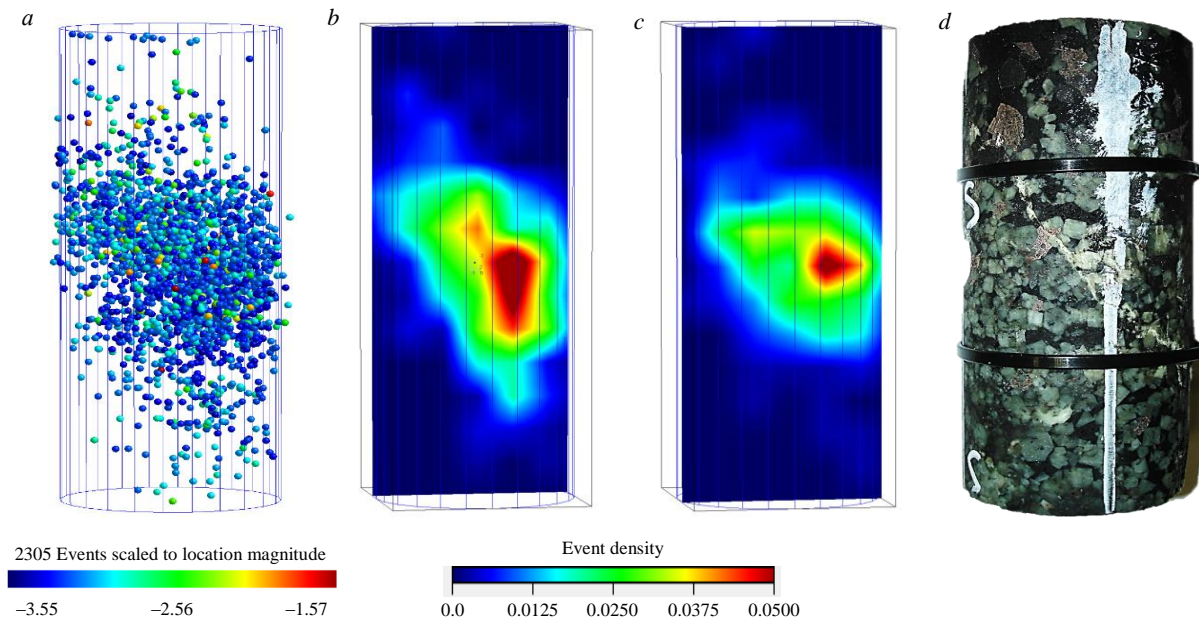 a
b
c
d
S
S
2305 Events scaled to location magnitude
–3.55
–2.56
–1.57
Event density
0.0
0.0125
0.0250
0.0375
0.0500